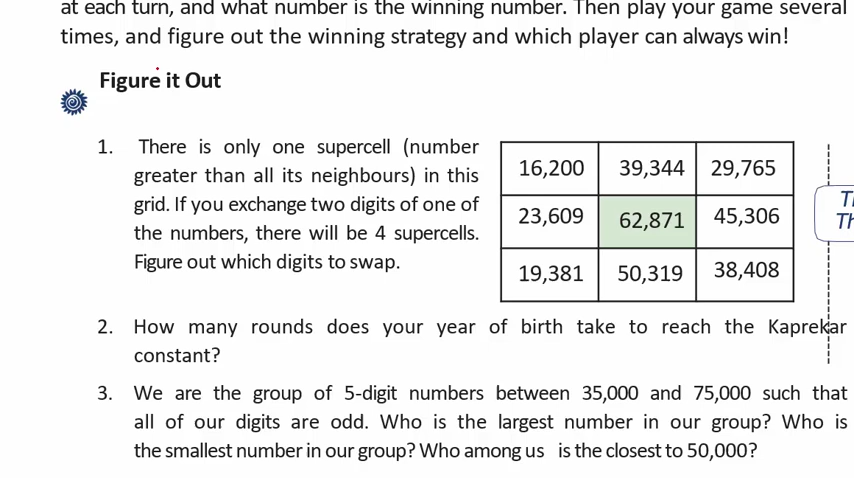 at each turn, and what number is the winning number. Then play your game several
times, and figure out the winning strategy and which player can always win!
Figure it Out
1. There is only one supercell (number
greater than all its neighbours) in this
grid. If you exchange two digits of one of
the numbers, there will be 4 supercells.
Figure out which digits to swap.
16,200 39,344 29,765
23,609 62,871 45,306
19,381 50,319 38,408
2. How many rounds does your year of birth take to reach the Kaprekar
constant?
3. We are the group of 5-digit numbers between 35,000 and 75,000 such that
all of our digits are odd. Who is the largest number in our group? Who is
the smallest number in our group? Who among us is the closest to 50,000?